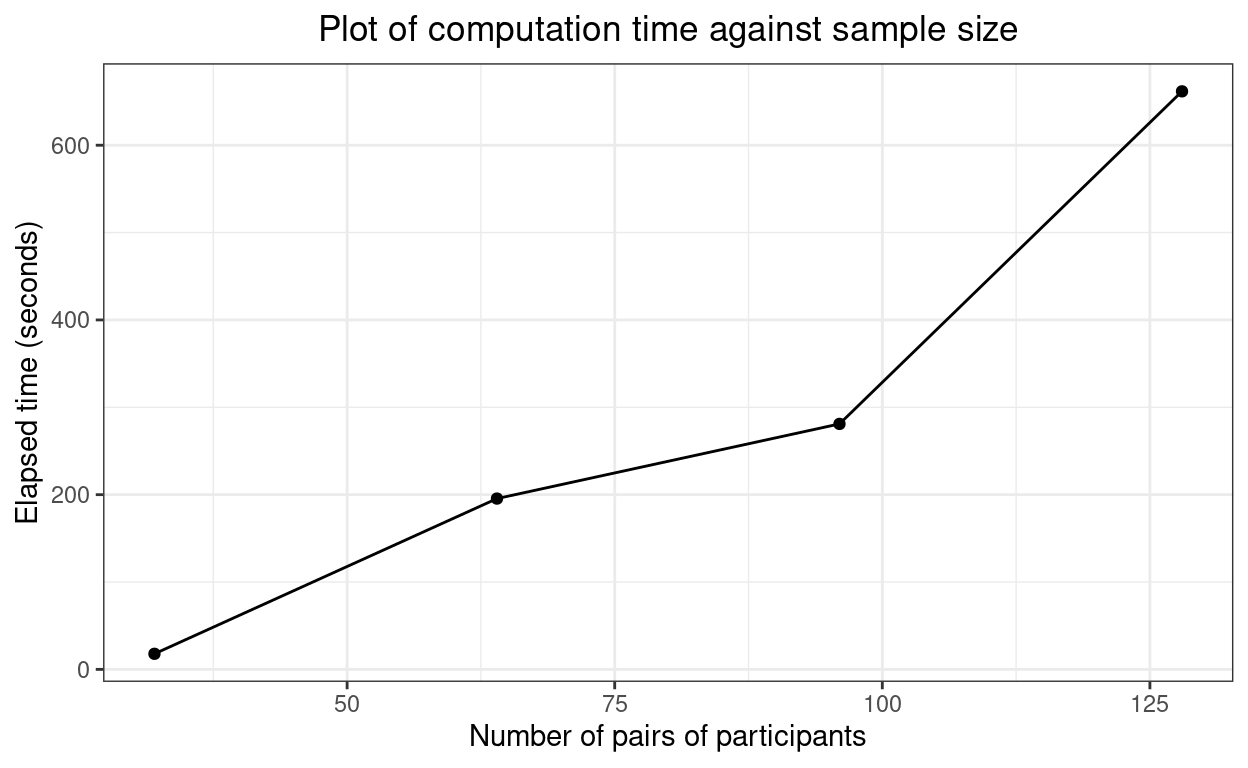 Plot of computation time against sample size
Elapsed time (seconds)
600
400
200
0
50
75
100
125
Number of pairs of participants